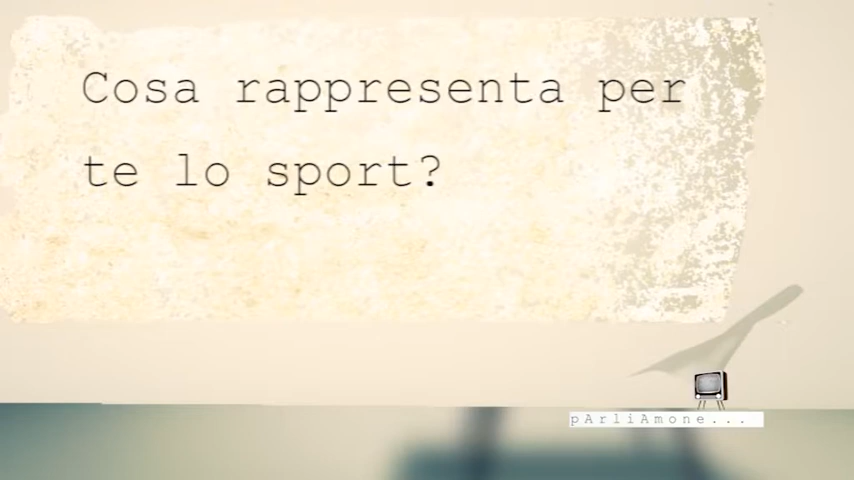 Cosa rappresenta per
te lo sport?
pArliAmone...